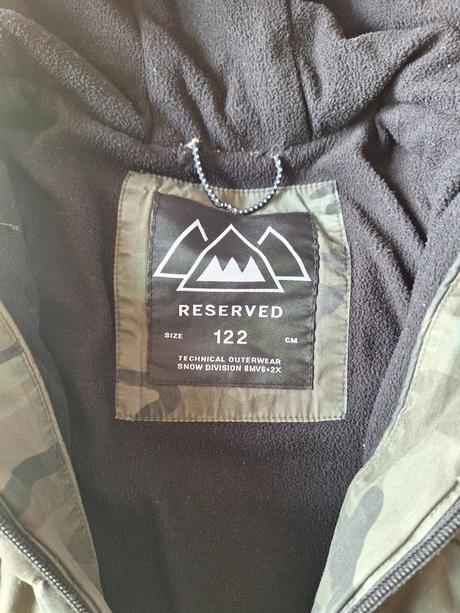 RESERVED
SIZE 122 CM
TECHNICAL OUTERWEAR
SNOW DIVISION 8MV6+2X